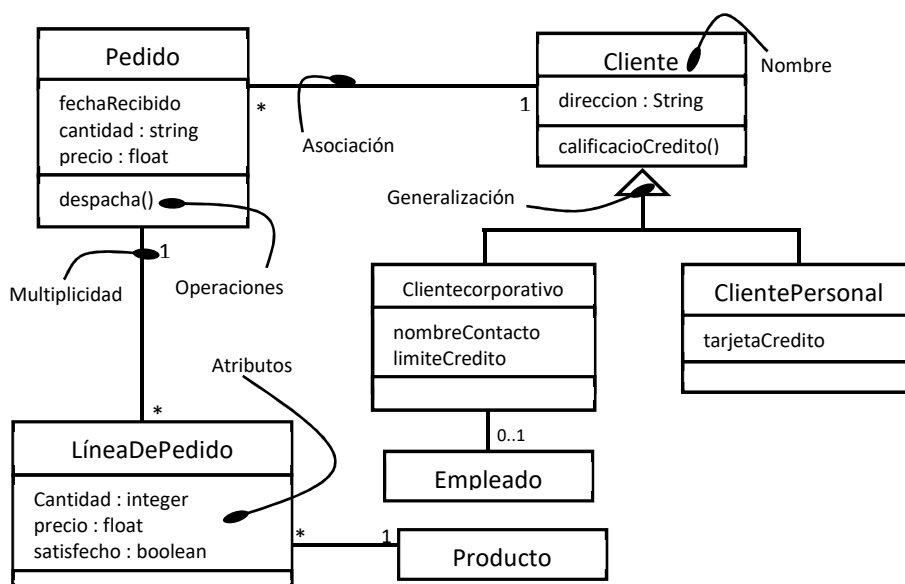 Pedido
fechaRecibido
cantidad : string
precio : float
despacha()
*
1
Asociación
Cliente
direccion : String
calificacioCredito()
Nombre
Generalización
1
Multiplicidad
Operaciones
Clientecorporativo
nombreContacto
limiteCredito
ClientePersonal
tarjetaCredito
Atributos
*
LíneaDePedido
Cantidad : integer
precio : float
satisfecho : boolean
0..1
Empleado
*
1
Producto